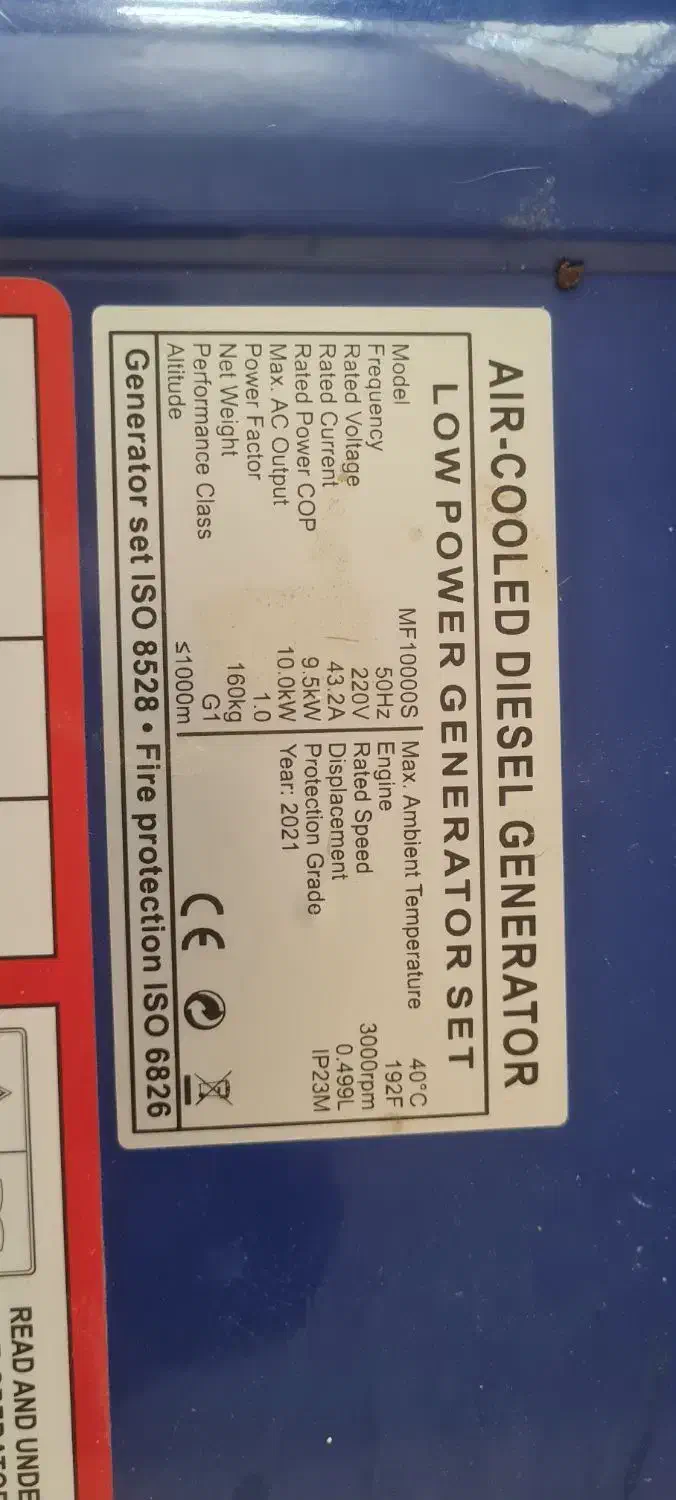 AIR-COOLED DIESEL GENERATOR
LOW POWER GENERATOR SET
Model MF10000S
Frequency 50Hz
Rated Voltage 220V
Rated Current 43.2A
Rated Power COP 9.5kW
Max. AC Output 10.0kW
Power Factor 1.0
Net Weight 160kg
Performance Class G1
Altitude ≤1000m
Max. Ambient Temperature 40°C
Engine 192F
Rated Speed 3000rpm
Displacement 0.499L
Protection Grade IP23M
Year: 2021
CE
Generator set ISO 8528 • Fire protection ISO 6826
READ AND UNDE